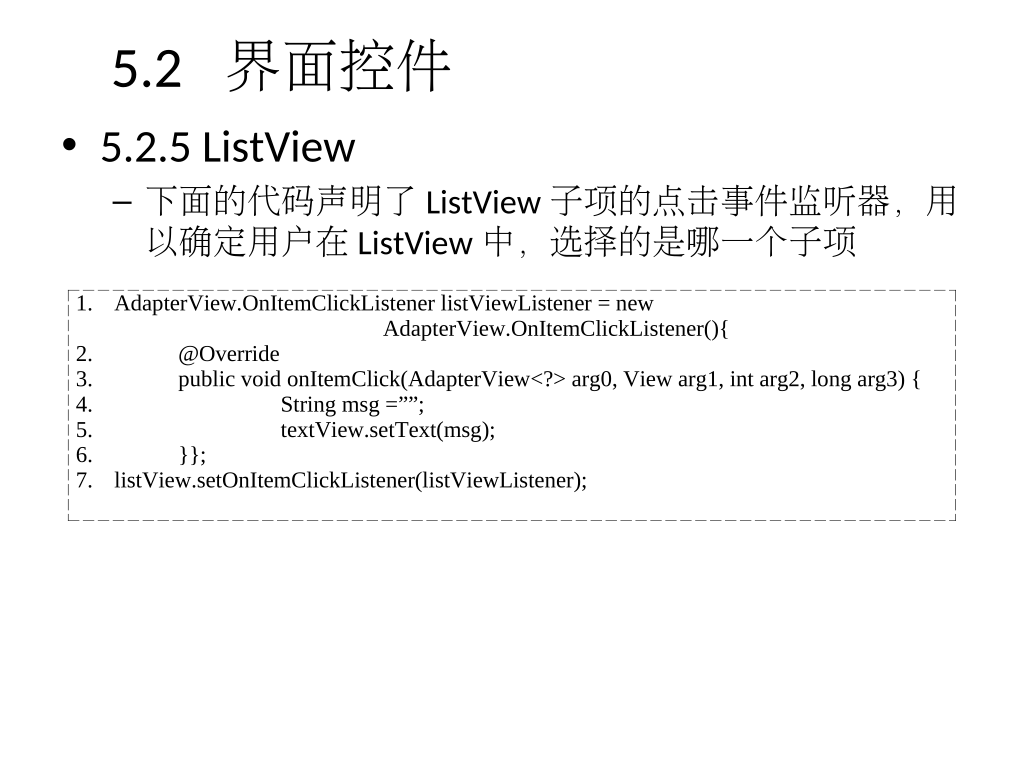 5.2 界面控件
• 5.2.5 ListView
– 下面的代码声明了 ListView 子项的点击事件监听器，用
以确定用户在 ListView 中，选择的是哪一个子项
1. AdapterView.OnItemClickListener listViewListener = new
AdapterView.OnItemClickListener(){
2. @Override
3. public void onItemClick(AdapterView<?> arg0, View arg1, int arg2, long arg3) {
4. String msg =””;
5. textView.setText(msg);
6. }};
7. listView.setOnItemClickListener(listViewListener);